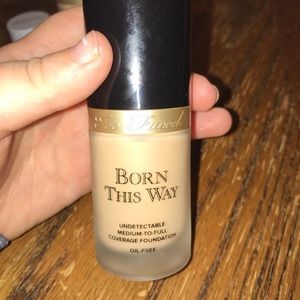 Too Faced
BORN
THIS WAY
UNDETECTABLE
MEDIUM-TO-FULL
COVERAGE FOUNDATION
OIL-FREE